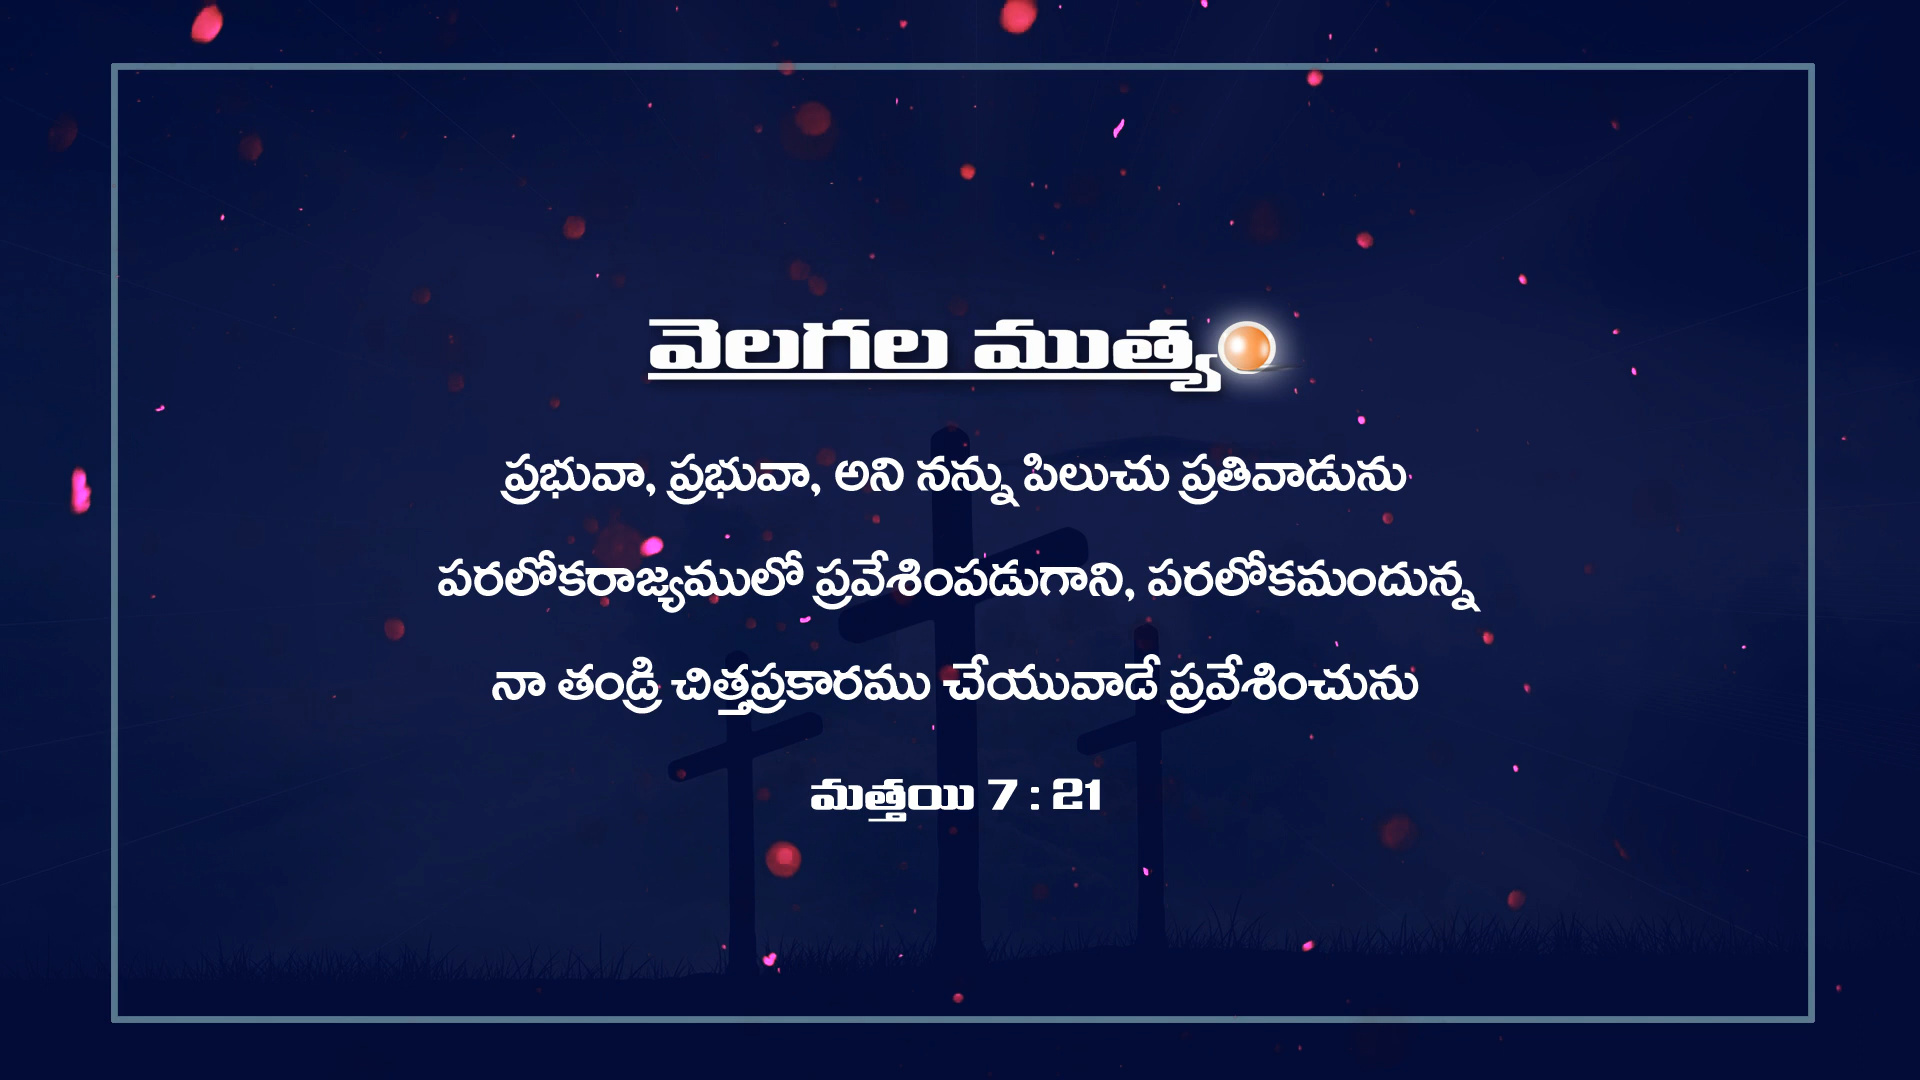 వెలగల ముత్యం
ప్రభువా, ప్రభువా, అని నన్ను పిలుచు ప్రతివాడును
పరలోకరాజ్యములో ప్రవేశింపడుగాని, పరలోకమందున్న
నా తండ్రి చిత్తప్రకారము చేయువాడే ప్రవేశించును
మత్తయి 7 : 21